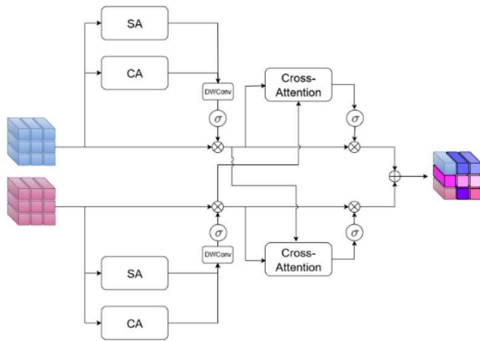 SA
CA
DWConv
σ
Cross-
Attention
σ
σ
DWConv
Cross-
Attention
σ
SA
CA